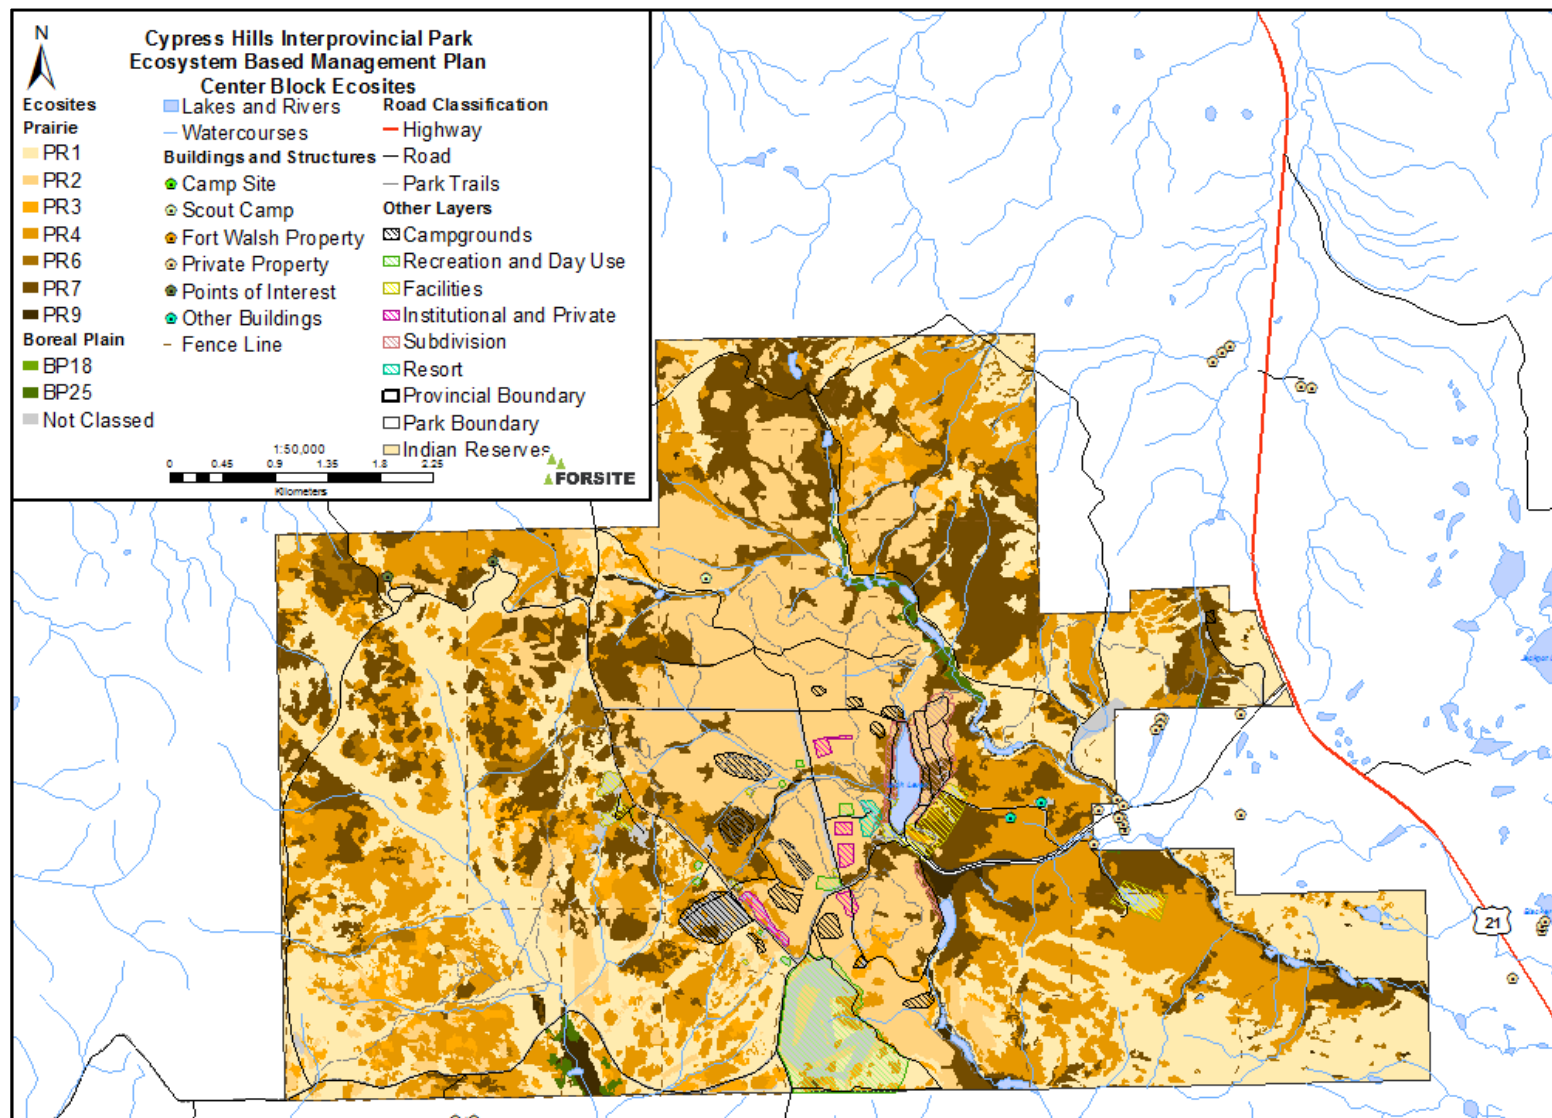 N
Cypress Hills Interprovincial Park
Ecosystem Based Management Plan
Center Block Ecosites
Ecosites
Prairie
PR1
PR2
PR3
PR4
PR6
PR7
PR9
Boreal Plain
BP18
BP25
Not Classed
Lakes and Rivers
Watercourses
Buildings and Structures
Camp Site
Scout Camp
Fort Walsh Property
Private Property
Points of Interest
Other Buildings
Fence Line
Road Classification
Highway
Road
Park Trails
Other Layers
Campgrounds
Recreation and Day Use
Facilities
Institutional and Private
Subdivision
Resort
Provincial Boundary
Park Boundary
Indian Reserves
1:50,000
0 0.45 0.9 1.35 1.8 2.25
Kilometers
FORSITE
21